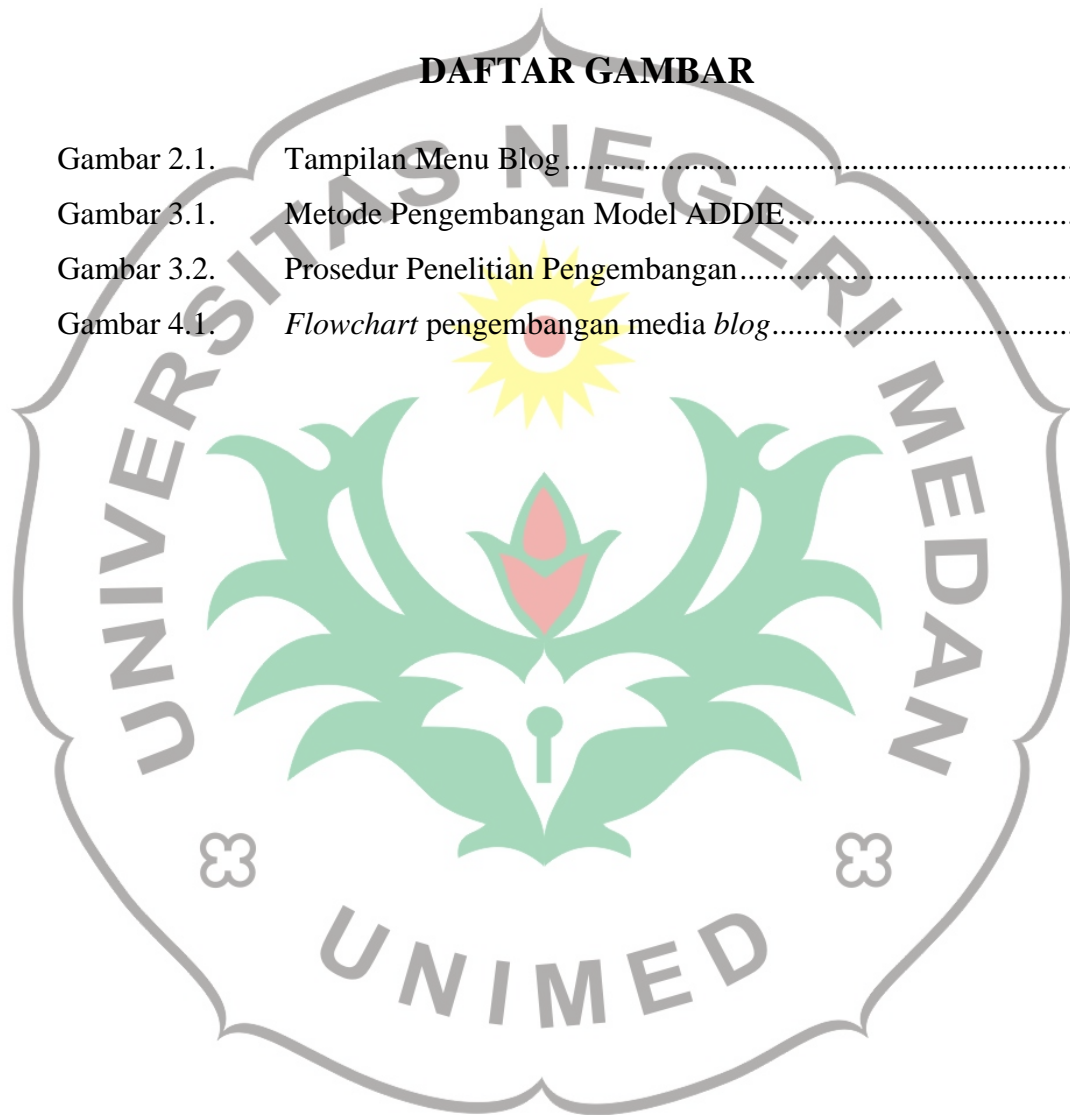 DAFTAR GAMBAR
Gambar 2.1. Tampilan Menu Blog.......................................................................
Gambar 3.1. Metode Pengembangan Model ADDIE........................................
Gambar 3.2. Prosedur Penelitian Pengembangan..............................................
Gambar 4.1. Flowchart pengembangan media blog..........................................
UNIVERSITAS NEGERI MEDAN
UNIMED